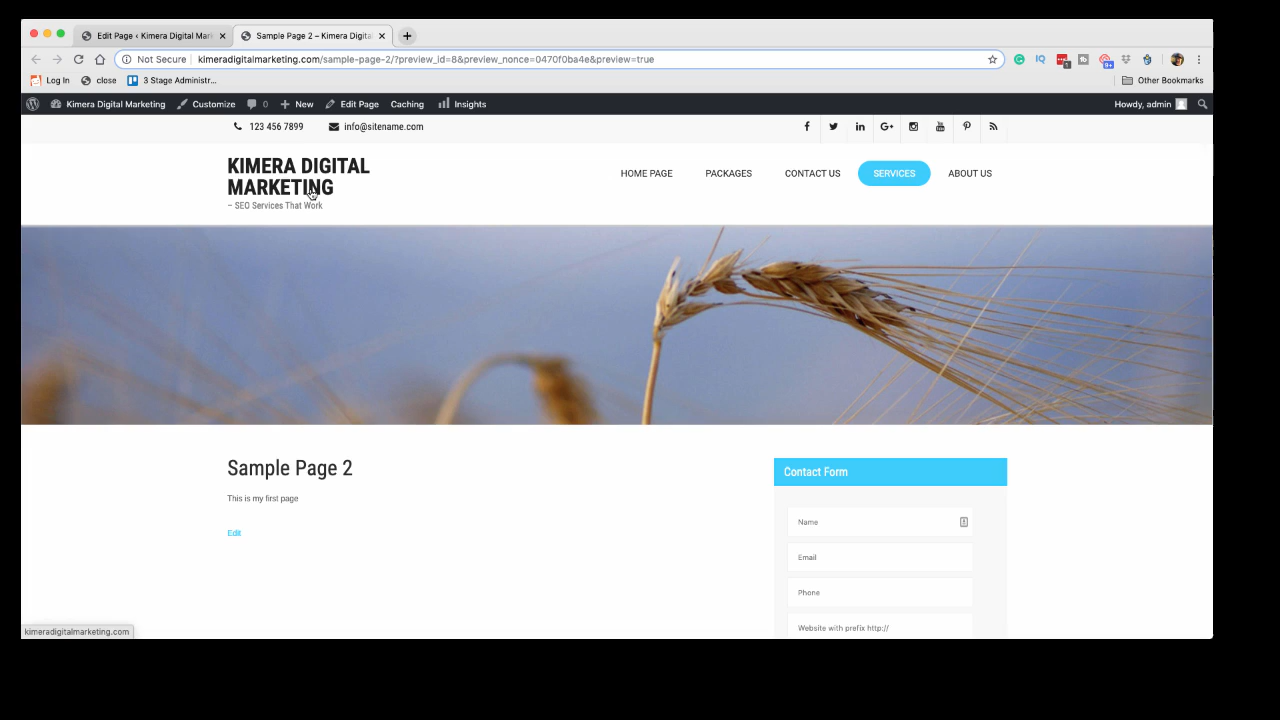 Edit Page ‹ Kimera Digital Mar
Sample Page 2 – Kimera Digita
Not Secure
kimeradigitalmarketing.com/sample-page-2/?preview_id=8&preview_nonce=0470f0ba4e&preview=true
Log In
close
3 Stage Administr...
Other Bookmarks
Kimera Digital Marketing
Customize
0
New
Edit Page
Caching
Insights
Howdy, admin
123 456 7899
info@sitename.com
KIMERA DIGITAL
MARKETING
– SEO Services That Work
HOME PAGE
PACKAGES
CONTACT US
SERVICES
ABOUT US
Sample Page 2
This is my first page
Edit
Contact Form
Name
Email
Phone
Website with prefix http://
kimeradigitalmarketing.com